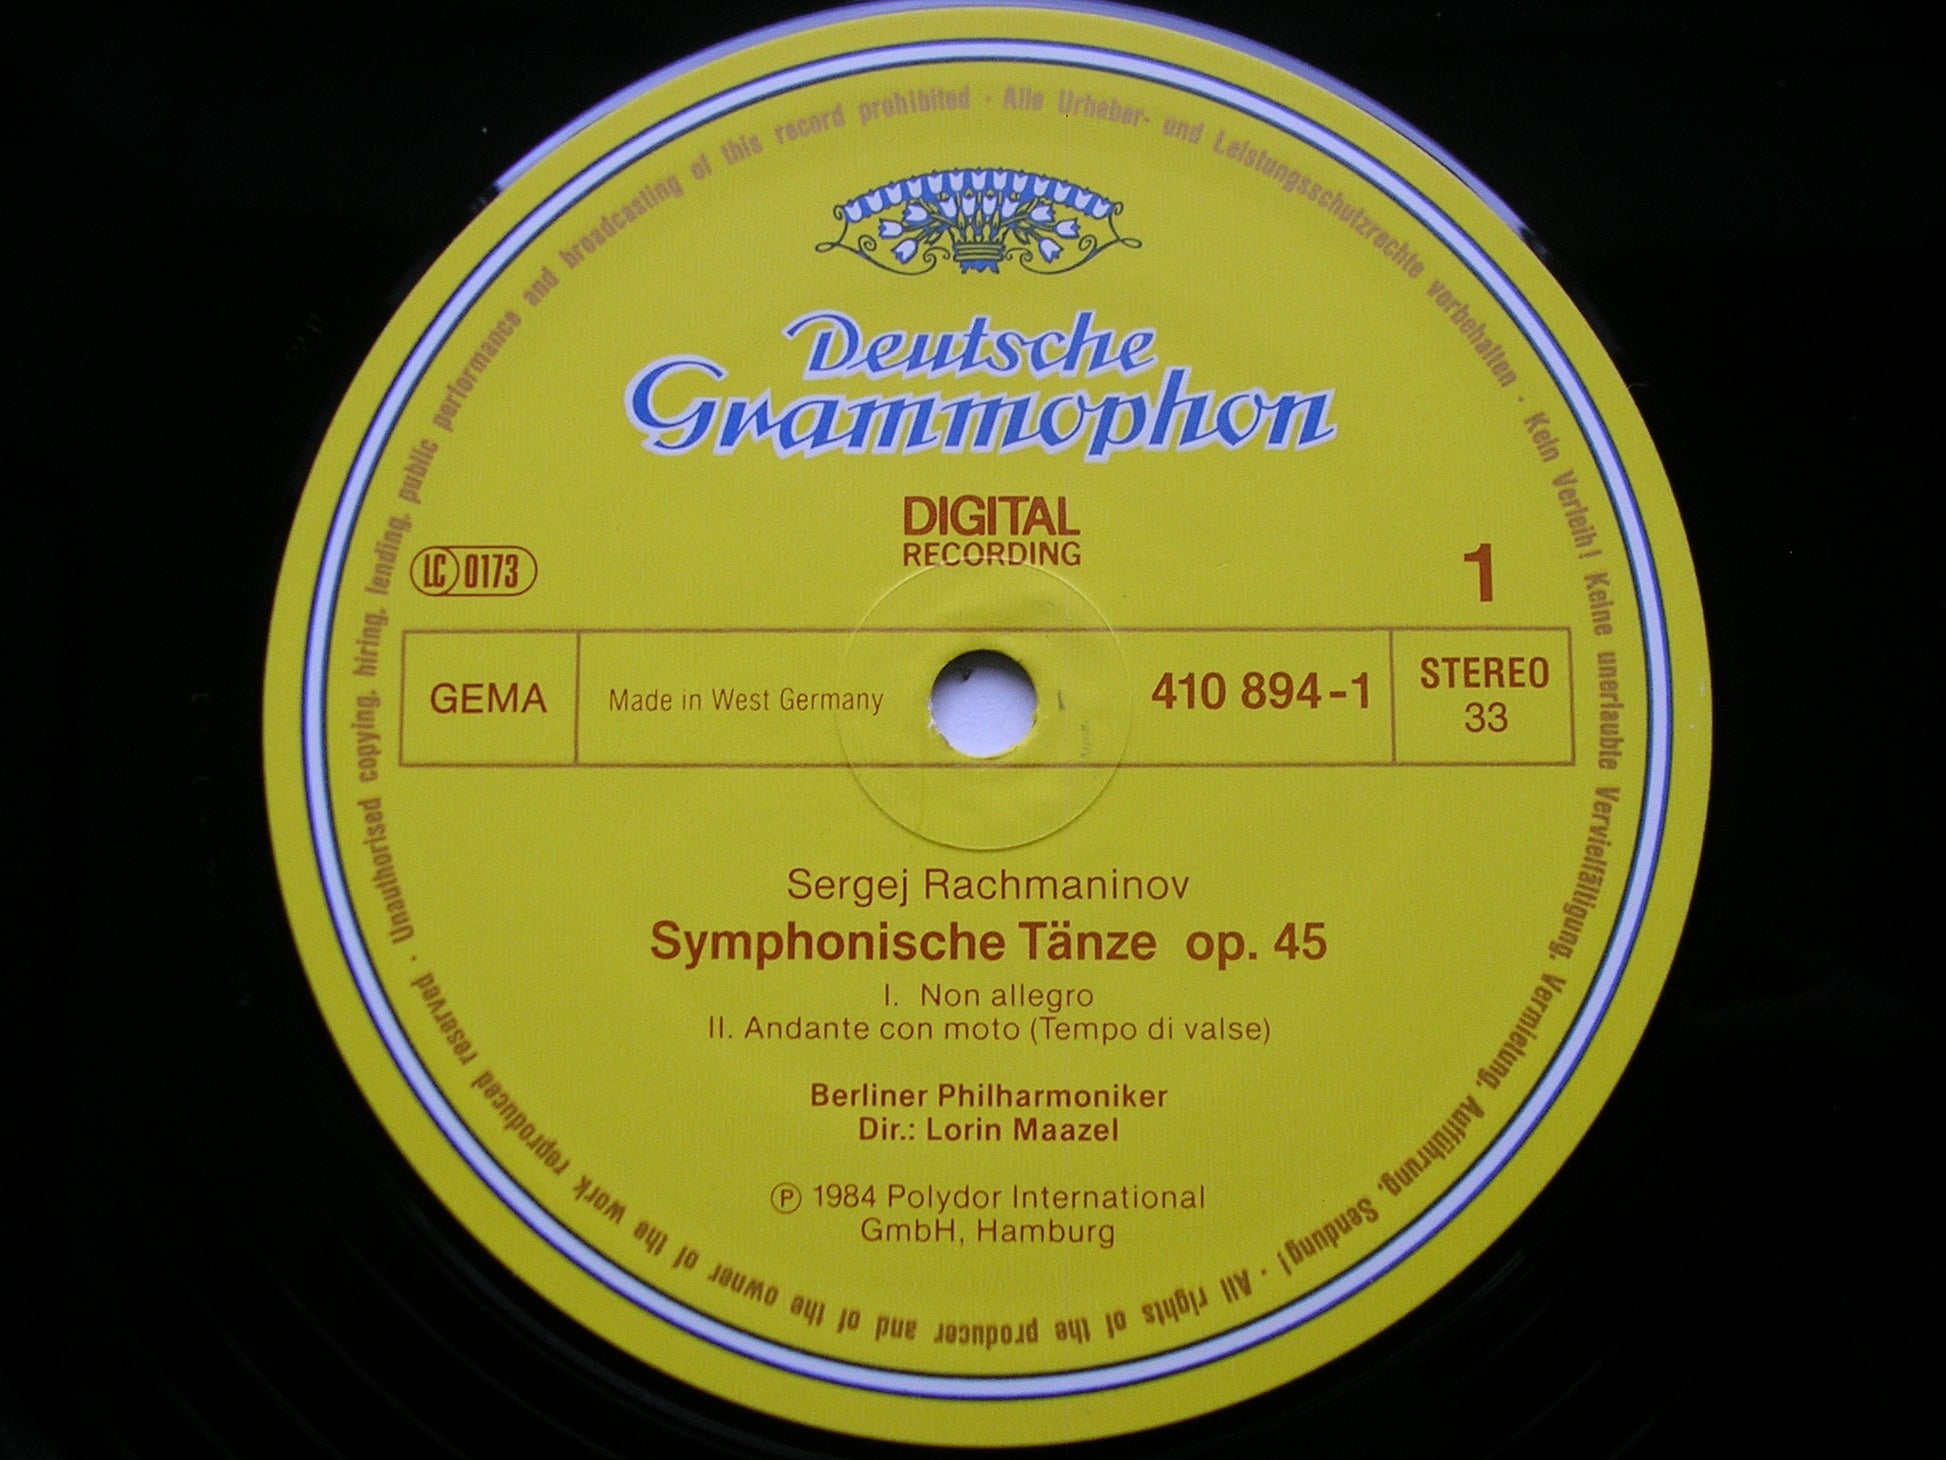 Deutsche
Grammophon
DIGITAL
RECORDING
LC 0173
1
GEMA
Made in West Germany
410 894-1
STEREO
33
Sergej Rachmaninov
Symphonische Tänze op. 45
I. Non allegro
II. Andante con moto (Tempo di valse)
Berliner Philharmoniker
Dir.: Lorin Maazel
Ⓟ 1984 Polydor International
GmbH, Hamburg
Alle Urheber- und Leistungsschutzrechte vorbehalten · Kein Verleih! Keine unerlaubte Vervielfältigung, Vermietung, Aufführung, Sendung! · All rights of the producer and of the owner of the work reproduced reserved · Unauthorised copying, hiring, lending, public performance and broadcasting of this record prohibited ·